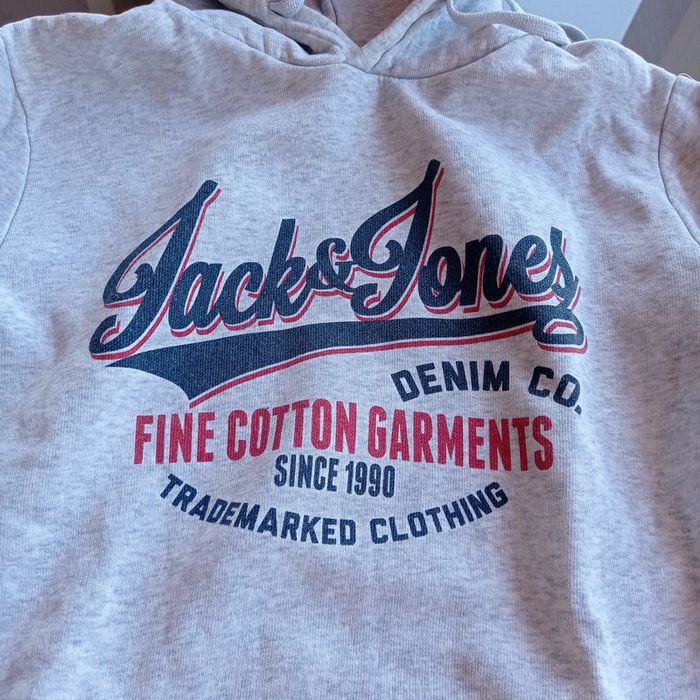 Jack&Jones
DENIM CO.
FINE COTTON GARMENTS
SINCE 1990
TRADEMARKED CLOTHING